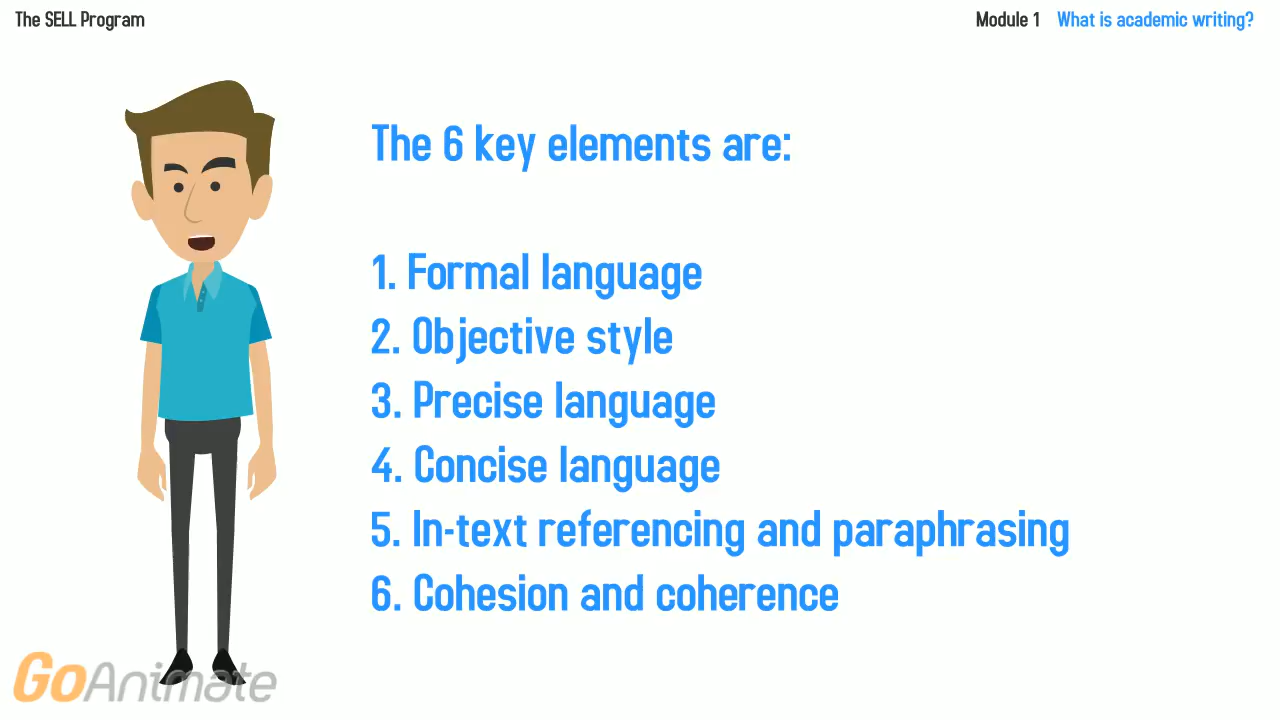 The SELL Program
Module 1 What is academic writing?
The 6 key elements are:
1. Formal language
2. Objective style
3. Precise language
4. Concise language
5. In-text referencing and paraphrasing
6. Cohesion and coherence
GoAnimate